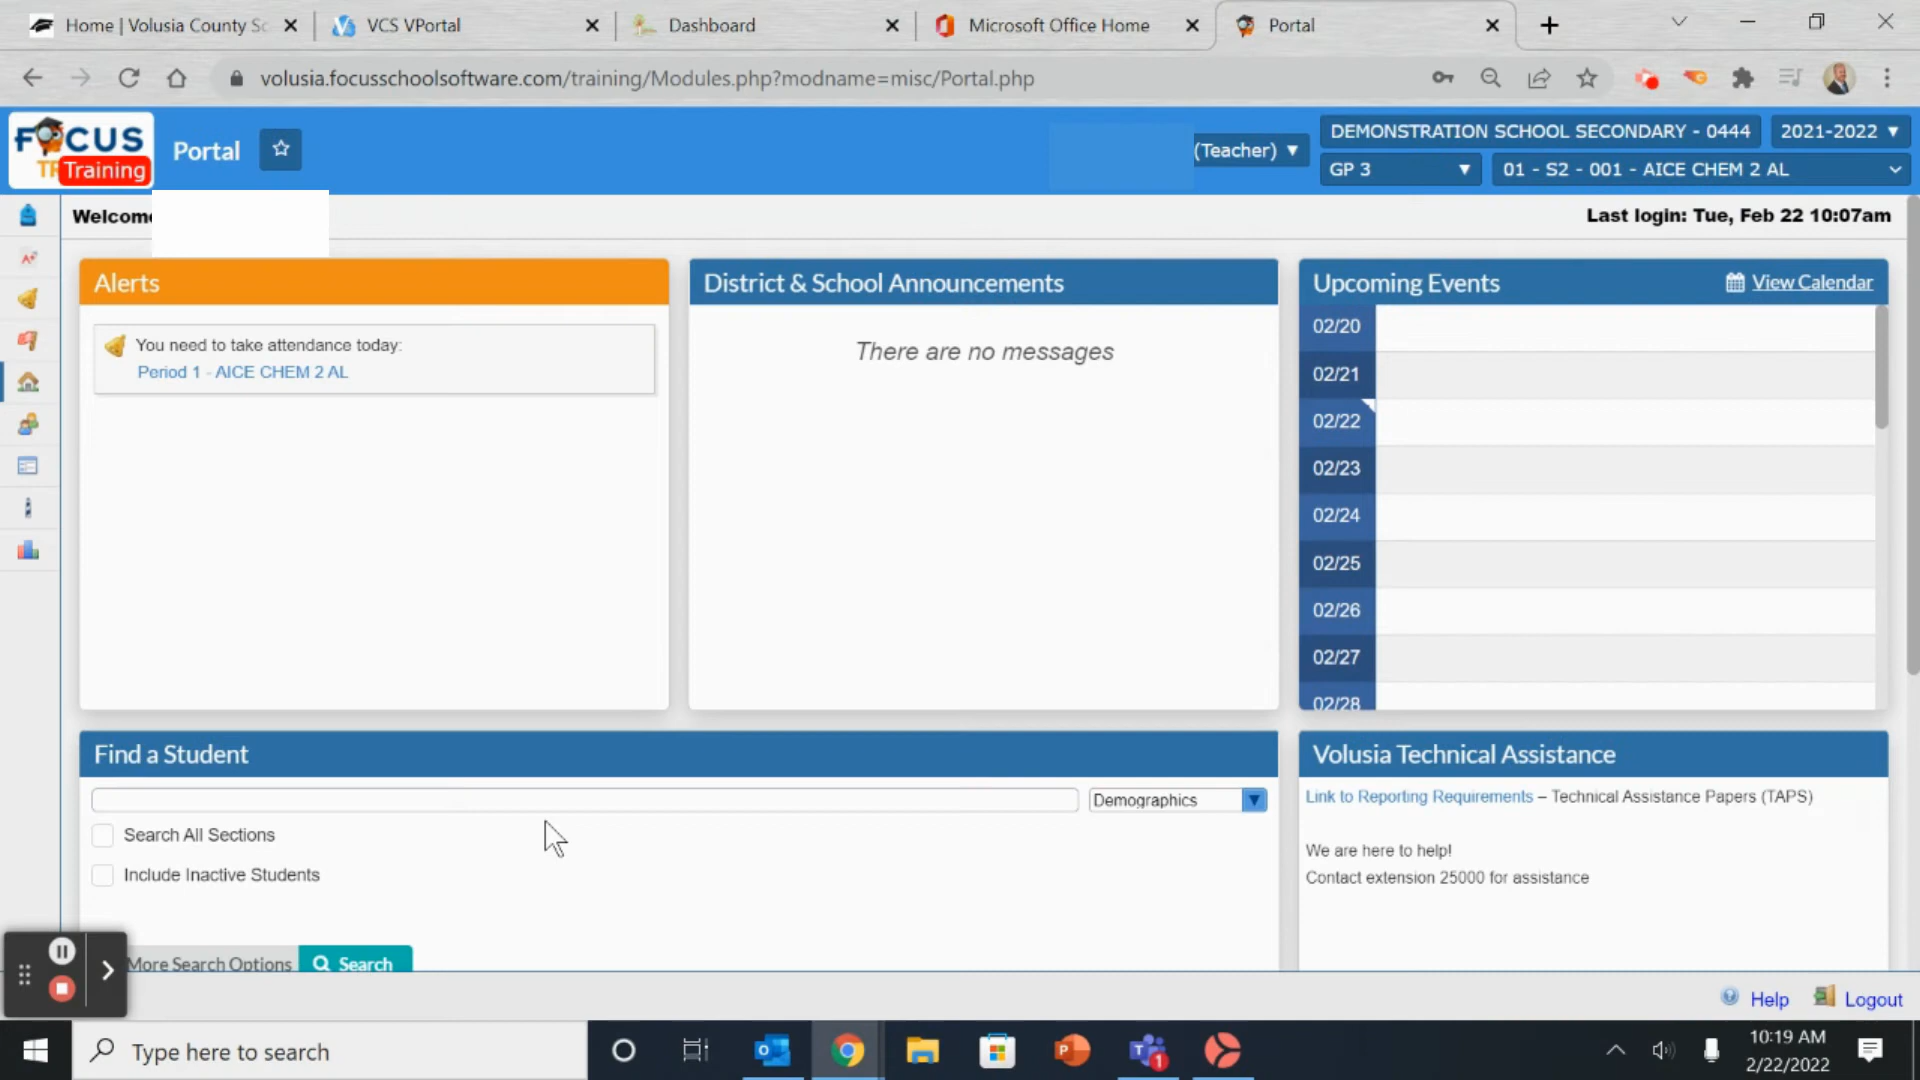 Home | Volusia County Sc
VCS VPortal
Dashboard
Microsoft Office Home
Portal
volusia.focusschoolsoftware.com/training/Modules.php?modname=misc/Portal.php
FOCUS
Training
Portal
(Teacher)
DEMONSTRATION SCHOOL SECONDARY - 0444
2021-2022
GP 3
01 - S2 - 001 - AICE CHEM 2 AL
Welcome
Last login: Tue, Feb 22 10:07am
Alerts
You need to take attendance today:
Period 1 - AICE CHEM 2 AL
District & School Announcements
There are no messages
Upcoming Events
View Calendar
02/20
02/21
02/22
02/23
02/24
02/25
02/26
02/27
02/28
Find a Student
Demographics
Search All Sections
Include Inactive Students
More Search Options
Search
Volusia Technical Assistance
Link to Reporting Requirements – Technical Assistance Papers (TAPS)
We are here to help!
Contact extension 25000 for assistance
Help
Logout
Type here to search
10:19 AM
2/22/2022